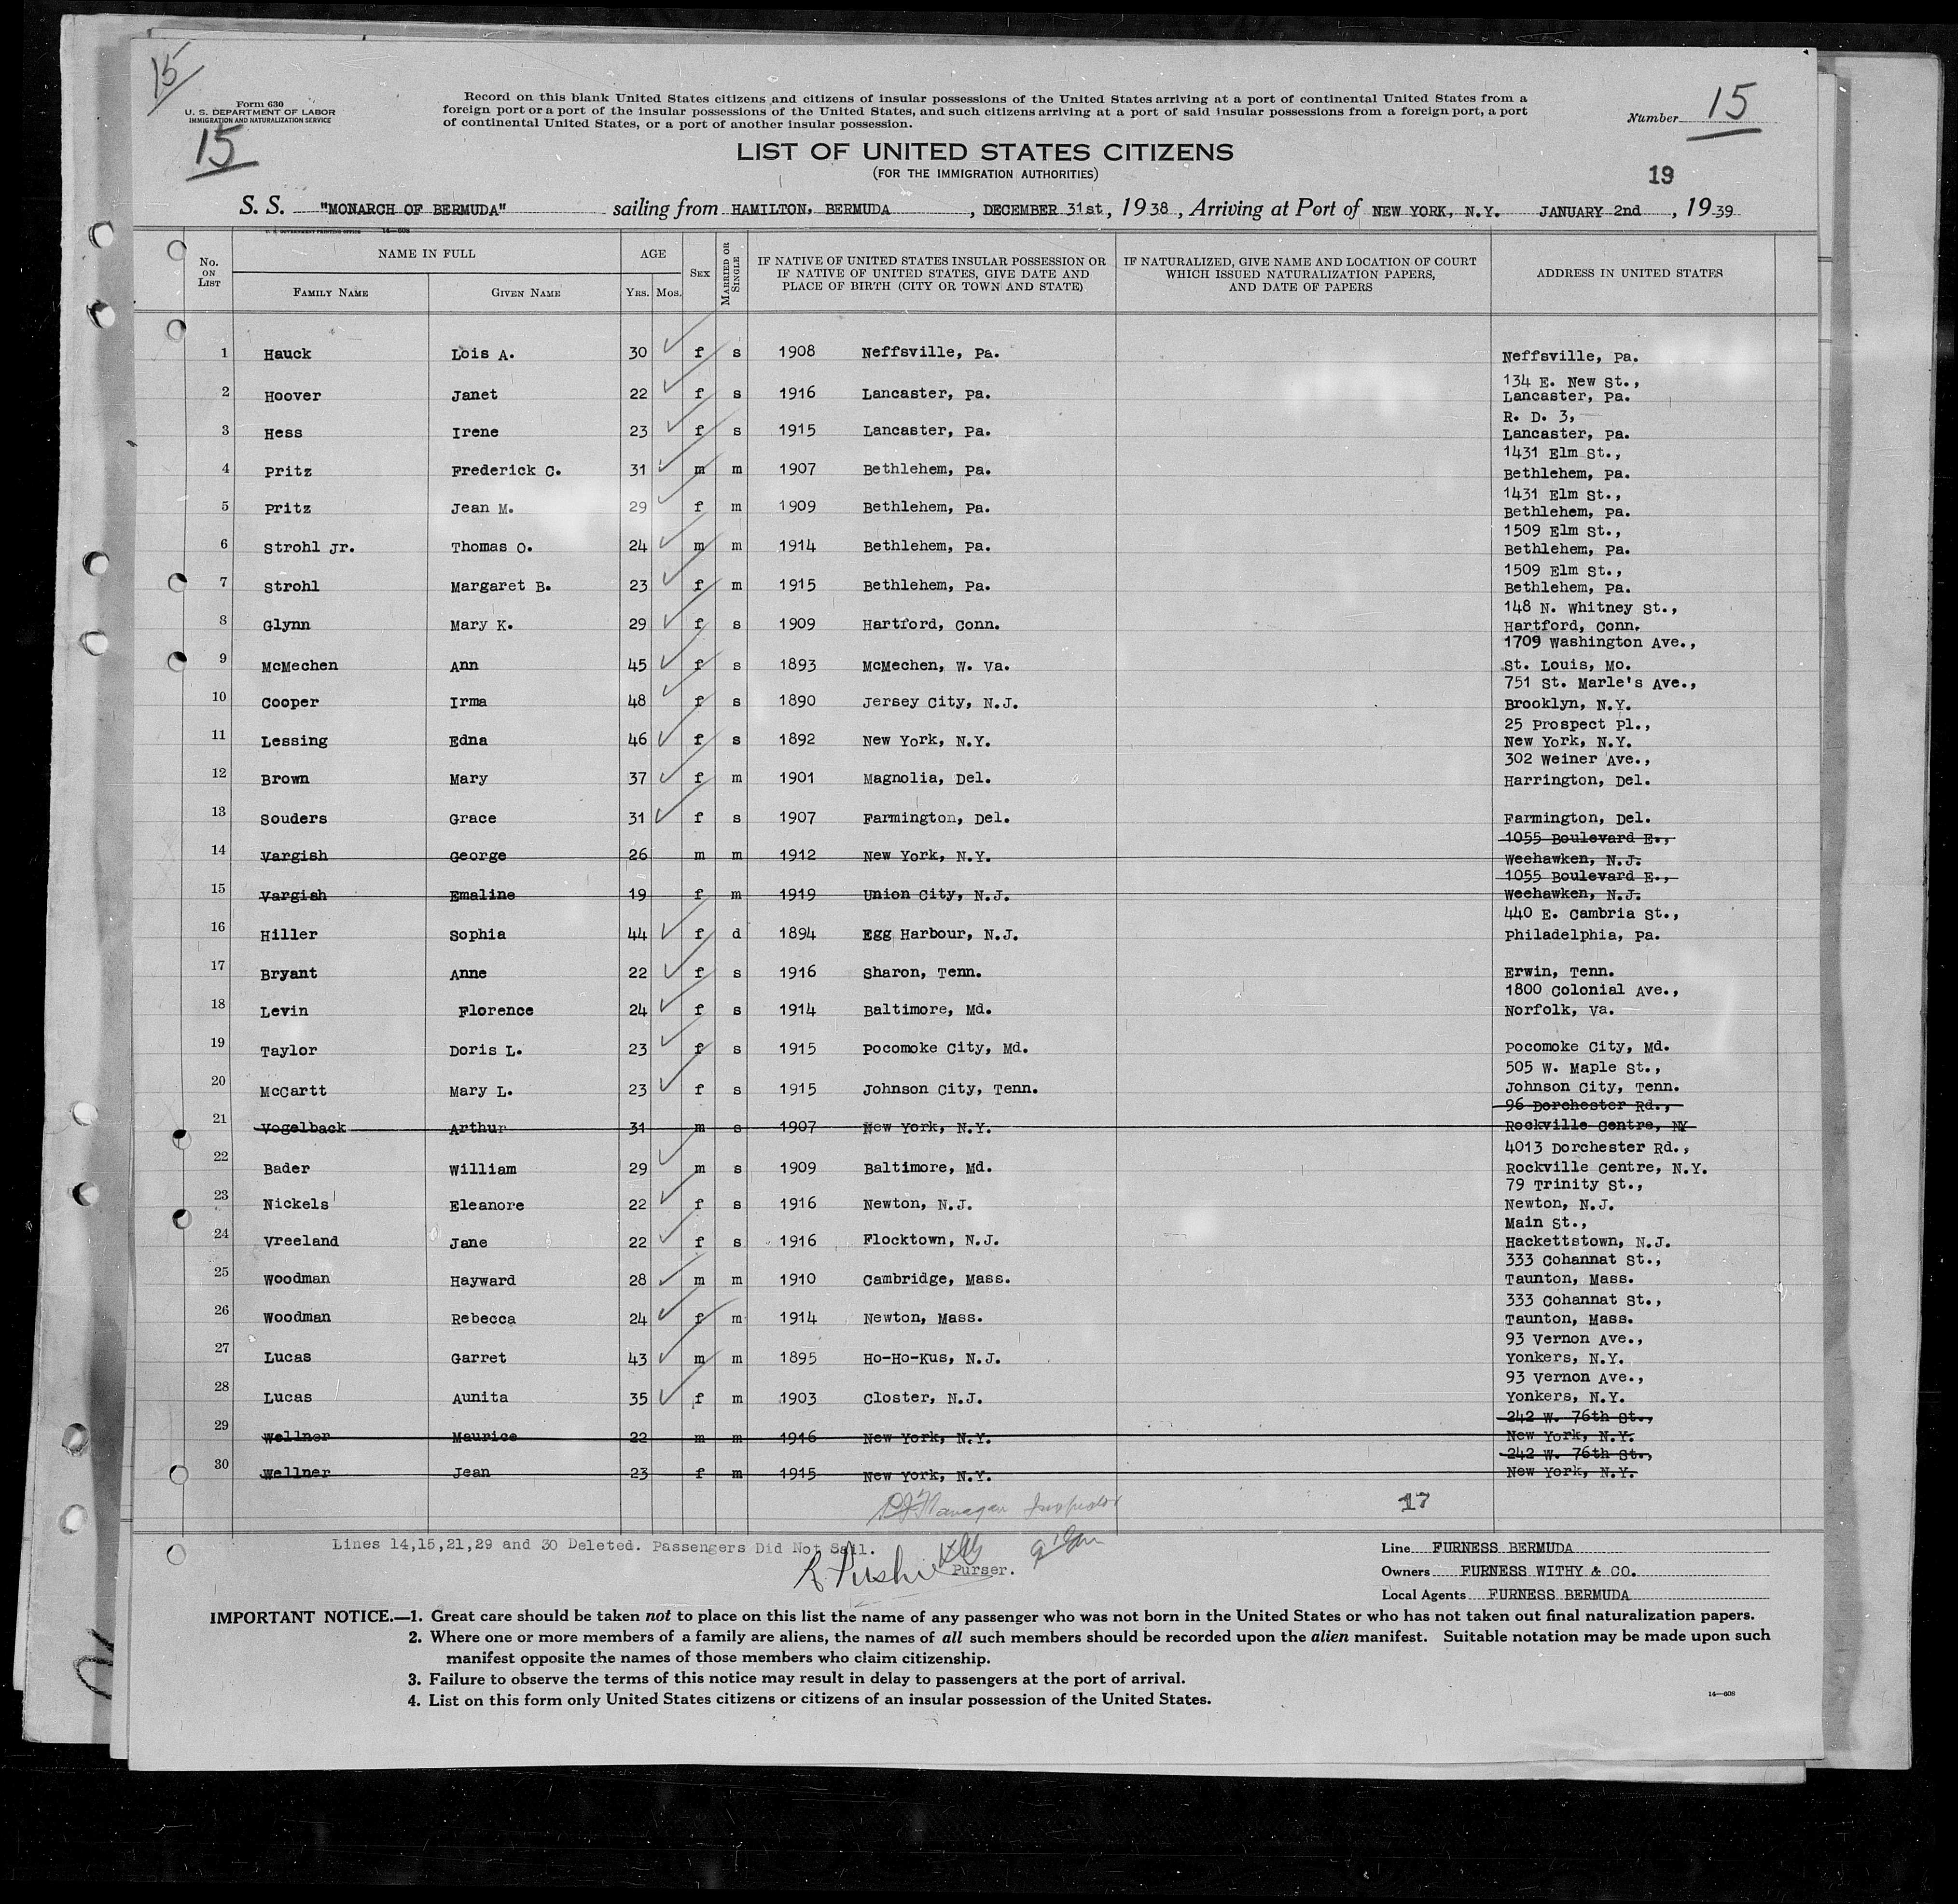 15
Form 630
U. S. DEPARTMENT OF LABOR
IMMIGRATION AND NATURALIZATION SERVICE
15
Record on this blank United States citizens and citizens of insular possessions of the United States arriving at a port of continental United States from a
foreign port or a port of the insular possessions of the United States, and such citizens arriving at a port of said insular possessions from a foreign port, a port
of continental United States, or a port of another insular possession.
Number 15
LIST OF UNITED STATES CITIZENS
(FOR THE IMMIGRATION AUTHORITIES)
19
S. S. "MONARCH OF BERMUDA" sailing from HAMILTON, BERMUDA, DECEMBER 31st, 1938, Arriving at Port of NEW YORK, N.Y. JANUARY 2nd, 1939
U. S. GOVERNMENT PRINTING OFFICE 14—608
No. ON LIST NAME IN FULL AGE SEX MARRIED OR SINGLE IF NATIVE OF UNITED STATES INSULAR POSSESSION OR IF NATIVE OF UNITED STATES, GIVE DATE AND PLACE OF BIRTH (CITY OR TOWN AND STATE) IF NATURALIZED, GIVE NAME AND LOCATION OF COURT WHICH ISSUED NATURALIZATION PAPERS, AND DATE OF PAPERS ADDRESS IN UNITED STATES
FAMILY NAME GIVEN NAME YRS. MOS.
1 Hauck Lois A. 30 f s 1908 Neffsville, Pa. Neffsville, Pa.
134 E. New St.,
2 Hoover Janet 22 f s 1916 Lancaster, Pa. Lancaster, Pa.
R. D. 3,
3 Hess Irene 23 f s 1915 Lancaster, Pa. Lancaster, Pa.
1431 Elm St.,
4 Pritz Frederick C. 31 m m 1907 Bethlehem, Pa. Bethlehem, Pa.
1431 Elm St.,
5 Pritz Jean M. 29 f m 1909 Bethlehem, Pa. Bethlehem, Pa.
1509 Elm St.,
6 Strohl Jr. Thomas O. 24 m m 1914 Bethlehem, Pa. Bethlehem, Pa.
1509 Elm St.,
7 Strohl Margaret B. 23 f m 1915 Bethlehem, Pa. Bethlehem, Pa.
148 N. Whitney St.,
8 Glynn Mary K. 29 f s 1909 Hartford, Conn. Hartford, Conn.
1709 Washington Ave.,
9 McMechen Ann 45 f s 1893 McMechen, W. Va. St. Louis, Mo.
751 St. Marle's Ave.,
10 Cooper Irma 48 f s 1890 Jersey City, N.J. Brooklyn, N.Y.
25 Prospect Pl.,
11 Lessing Edna 46 f s 1892 New York, N.Y. New York, N.Y.
302 Weiner Ave.,
12 Brown Mary 37 f m 1901 Magnolia, Del. Harrington, Del.
13 Souders Grace 31 f s 1907 Farmington, Del. Farmington, Del.
1055 Boulevard E.,
14 Vargish George 26 m m 1912 New York, N.Y. Weehawken, N.J.
1055 Boulevard E.,
15 Vargish Emaline 19 f m 1919 Union City, N.J. Weehawken, N.J.
440 E. Cambria St.,
16 Hiller Sophia 44 f d 1894 Egg Harbour, N.J. Philadelphia, Pa.
17 Bryant Anne 22 f s 1916 Sharon, Tenn. Erwin, Tenn.
1800 Colonial Ave.,
18 Levin Florence 24 f s 1914 Baltimore, Md. Norfolk, Va.
19 Taylor Doris L. 23 f s 1915 Pocomoke City, Md. Pocomoke City, Md.
505 W. Maple St.,
20 McCartt Mary L. 23 f s 1915 Johnson City, Tenn. Johnson City, Tenn.
96 Dorchester Rd.,
21 Vogelback Arthur 31 m s 1907 New York, N.Y. Rockville Centre, NY
4013 Dorchester Rd.,
22 Bader William 29 m s 1909 Baltimore, Md. Rockville Centre, N.Y.
79 Trinity St.,
23 Nickels Eleanore 22 f s 1916 Newton, N.J. Newton, N.J.
Main St.,
24 Vreeland Jane 22 f s 1916 Flocktown, N.J. Hackettstown, N.J.
333 Cohannat St.,
25 Woodman Hayward 28 m m 1910 Cambridge, Mass. Taunton, Mass.
333 Cohannat St.,
26 Woodman Rebecca 24 f m 1914 Newton, Mass. Taunton, Mass.
93 Vernon Ave.,
27 Lucas Garret 43 m m 1895 Ho-Ho-Kus, N.J. Yonkers, N.Y.
93 Vernon Ave.,
28 Lucas Aunita 35 f m 1903 Closter, N.J. Yonkers, N.Y.
242 W. 76th St.,
29 Wellner Maurice 22 m m 1916 New York, N.Y. New York, N.Y.
242 W. 76th St.,
30 Wellner Jean 23 f m 1915 New York, N.Y. New York, N.Y.
Flanagan Inspector 17
Lines 14,15,21,29 and 30 Deleted. Passengers Did Not Sail.
Purser.
Line FURNESS BERMUDA
Owners FURNESS WITHY & CO.
Local Agents FURNESS BERMUDA
IMPORTANT NOTICE.—1. Great care should be taken not to place on this list the name of any passenger who was not born in the United States or who has not taken out final naturalization papers.
2. Where one or more members of a family are aliens, the names of all such members should be recorded upon the alien manifest. Suitable notation may be made upon such
manifest opposite the names of those members who claim citizenship.
3. Failure to observe the terms of this notice may result in delay to passengers at the port of arrival.
4. List on this form only United States citizens or citizens of an insular possession of the United States.
14—608